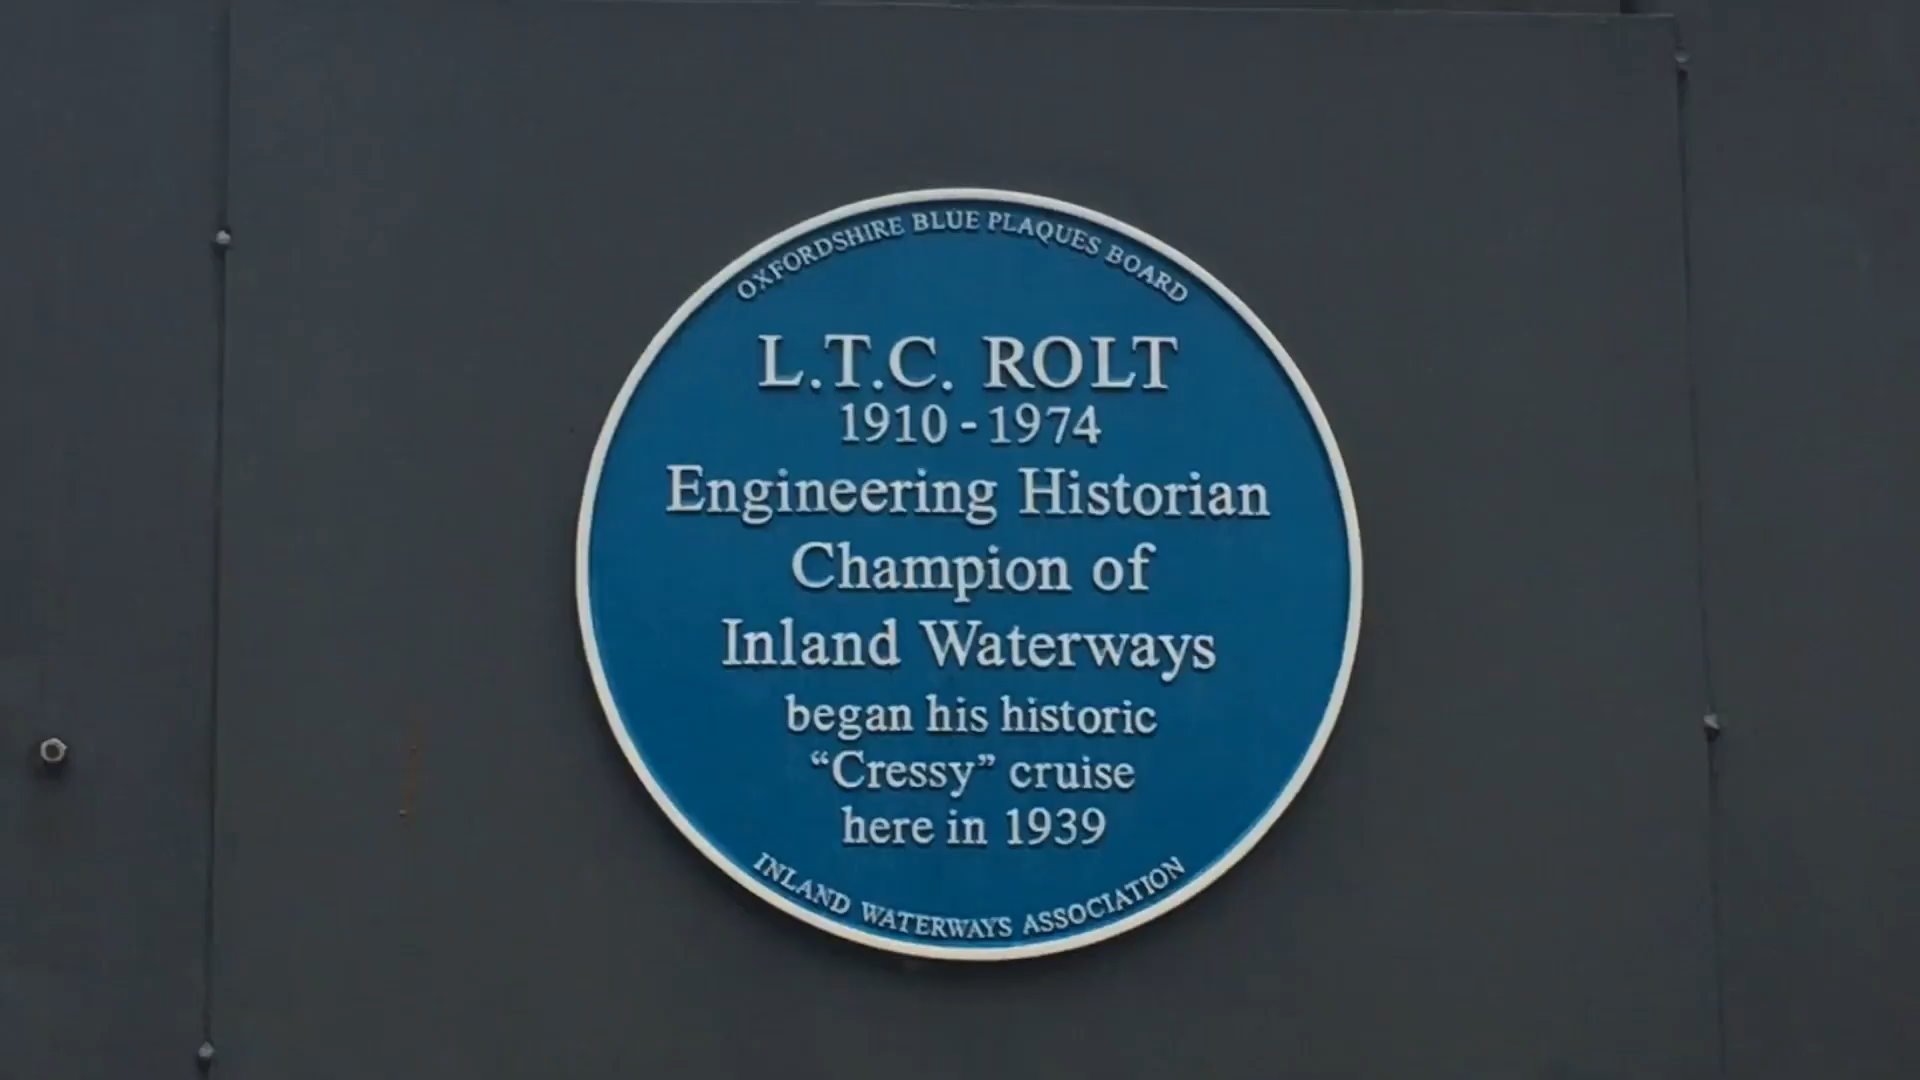 OXFORDSHIRE BLUE PLAQUES BOARD
L.T.C. ROLT
1910 - 1974
Engineering Historian
Champion of
Inland Waterways
began his historic
“Cressy” cruise
here in 1939
INLAND WATERWAYS ASSOCIATION